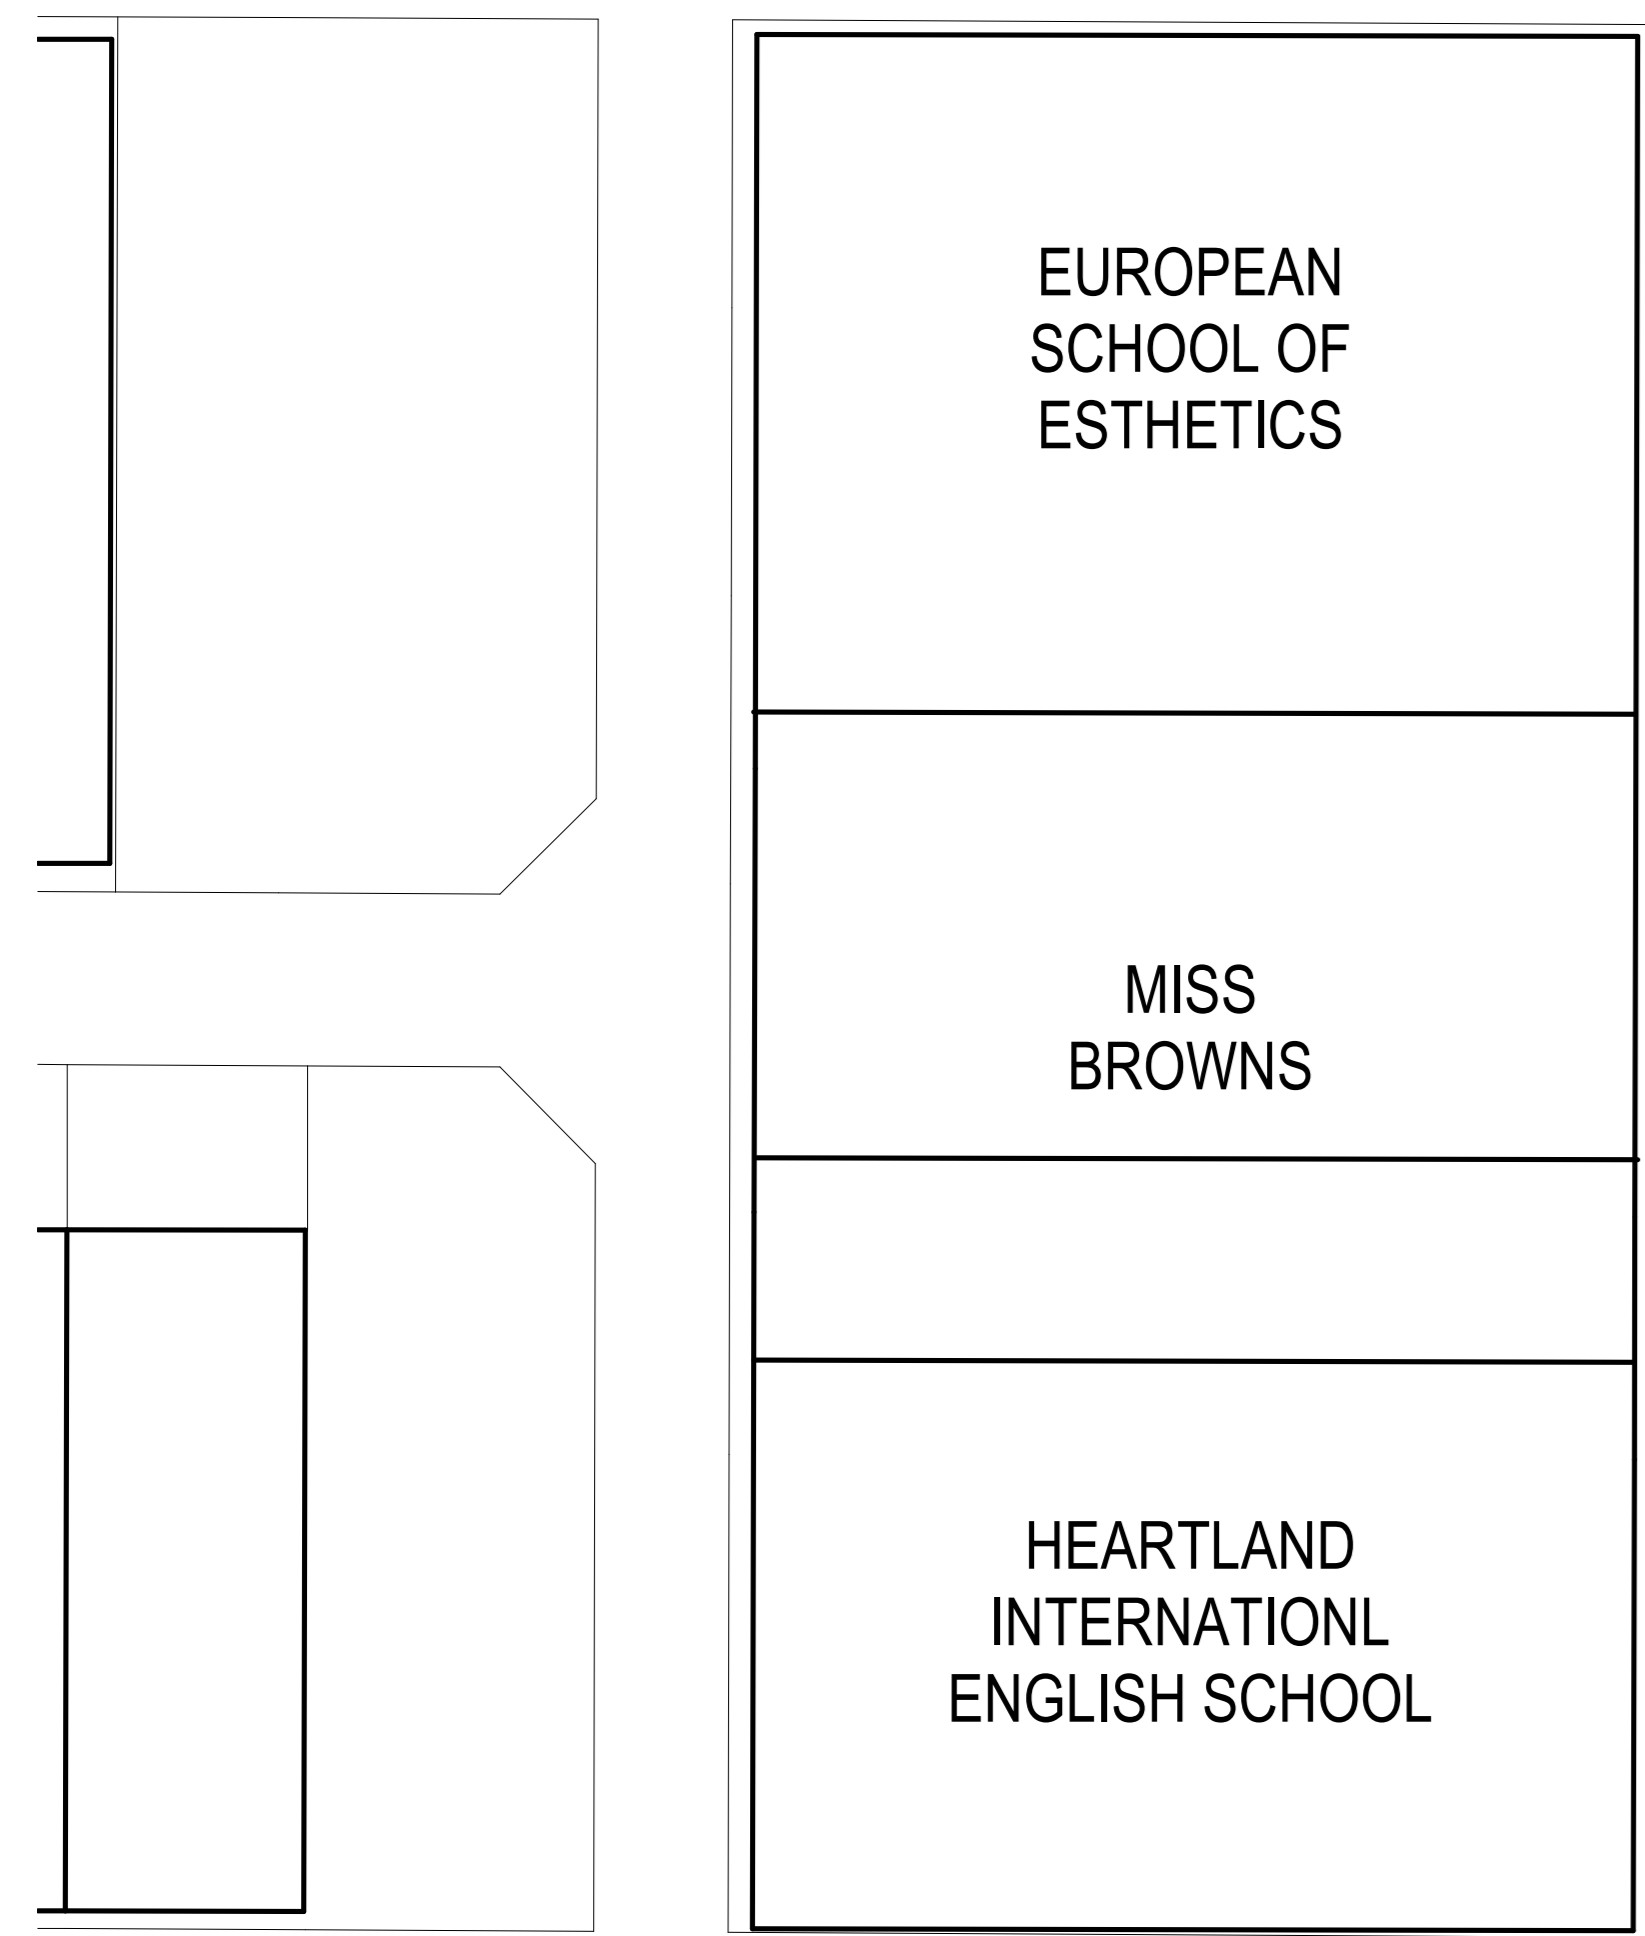 EUROPEAN
SCHOOL OF
ESTHETICS
MISS
BROWNS
HEARTLAND
INTERNATIONL
ENGLISH SCHOOL